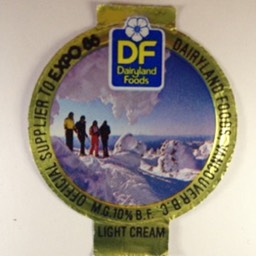 DF
Dairyland
Foods
OFFICIAL SUPPLIER TO EXPO 86
DAIRYLAND FOODS VANCOUVER B.C.
M.G. 10% B.F.
LIGHT CREAM